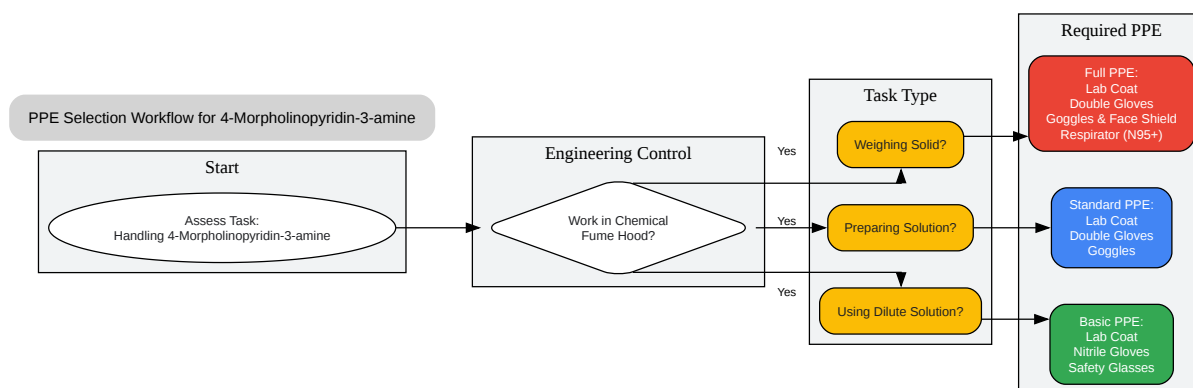 PPE Selection Workflow for 4-Morpholinopyridin-3-amine
Start
Assess Task:
Handling 4-Morpholinopyridin-3-amine
Engineering Control
Work in Chemical
Fume Hood?
Yes
Yes
Yes
Task Type
Weighing Solid?
Preparing Solution?
Using Dilute Solution?
Required PPE
Full PPE:
Lab Coat
Double Gloves
Goggles & Face Shield
Respirator (N95+)
Standard PPE:
Lab Coat
Double Gloves
Goggles
Basic PPE:
Lab Coat
Nitrile Gloves
Safety Glasses